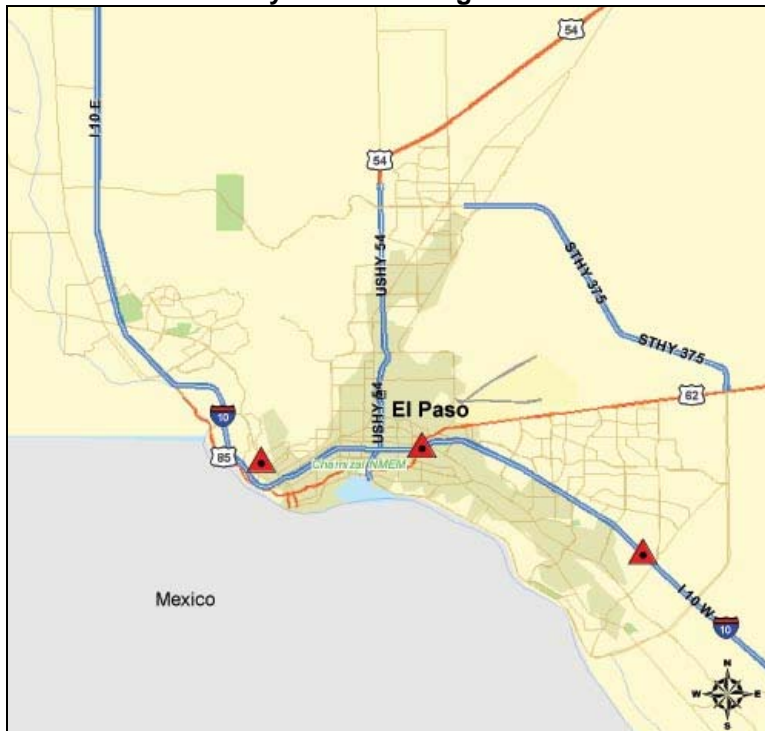 54
I 10 E
54
USHY 54
STHY 375
STHY 375
USHY 54
62
El Paso
10
85
Chamizal NMEM
Mexico
I 10 W
10
N
W E
S